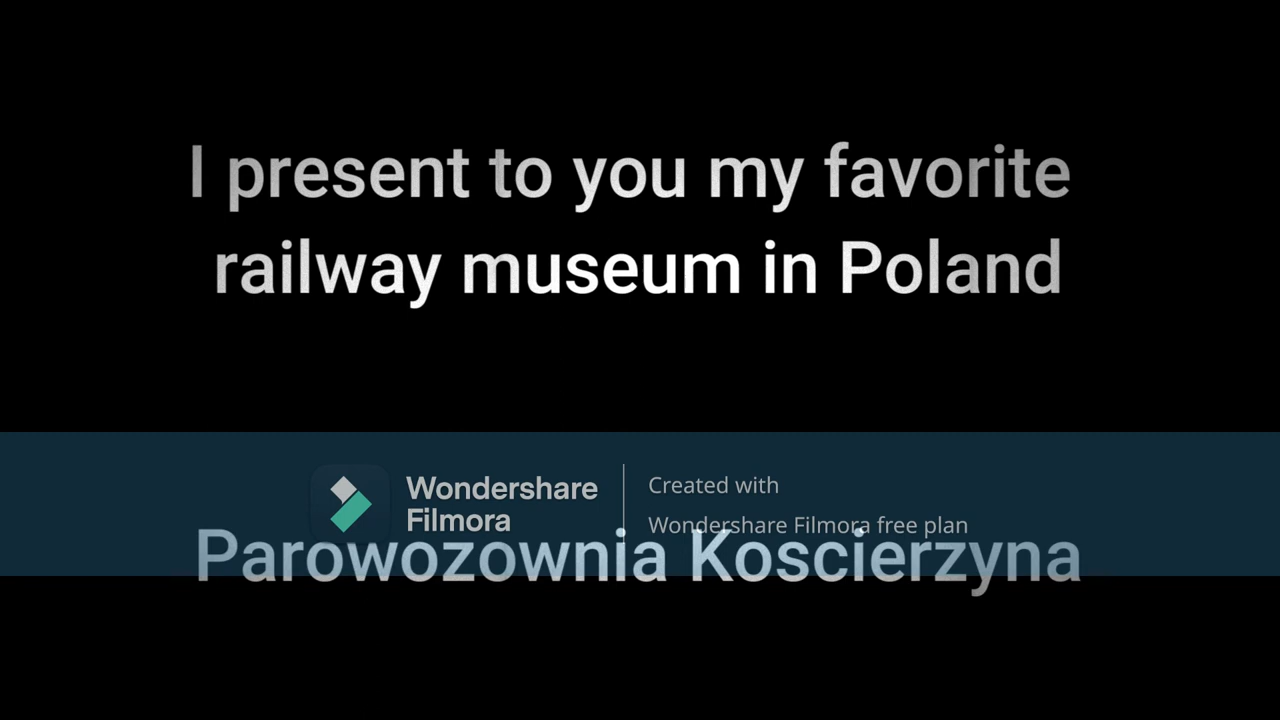 I present to you my favorite
railway museum in Poland
Wondershare
Filmora
Created with
Wondershare Filmora free plan
Parowozownia Koscierzyna